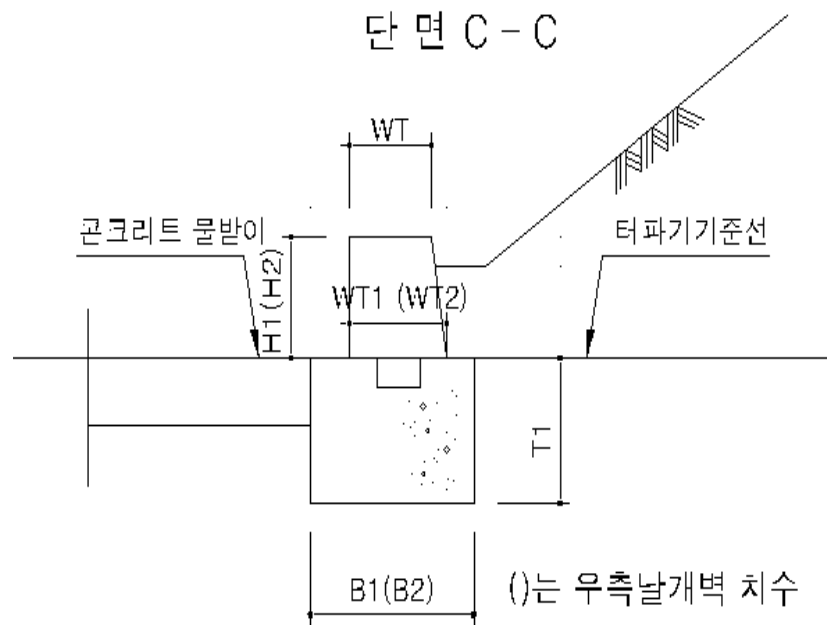 단 면 C - C
WT
콘크리트 물받이
터파기기준선
H1(H2)
WT1 (WT2)
T1
B1(B2)
()는 우측날개벽 치수